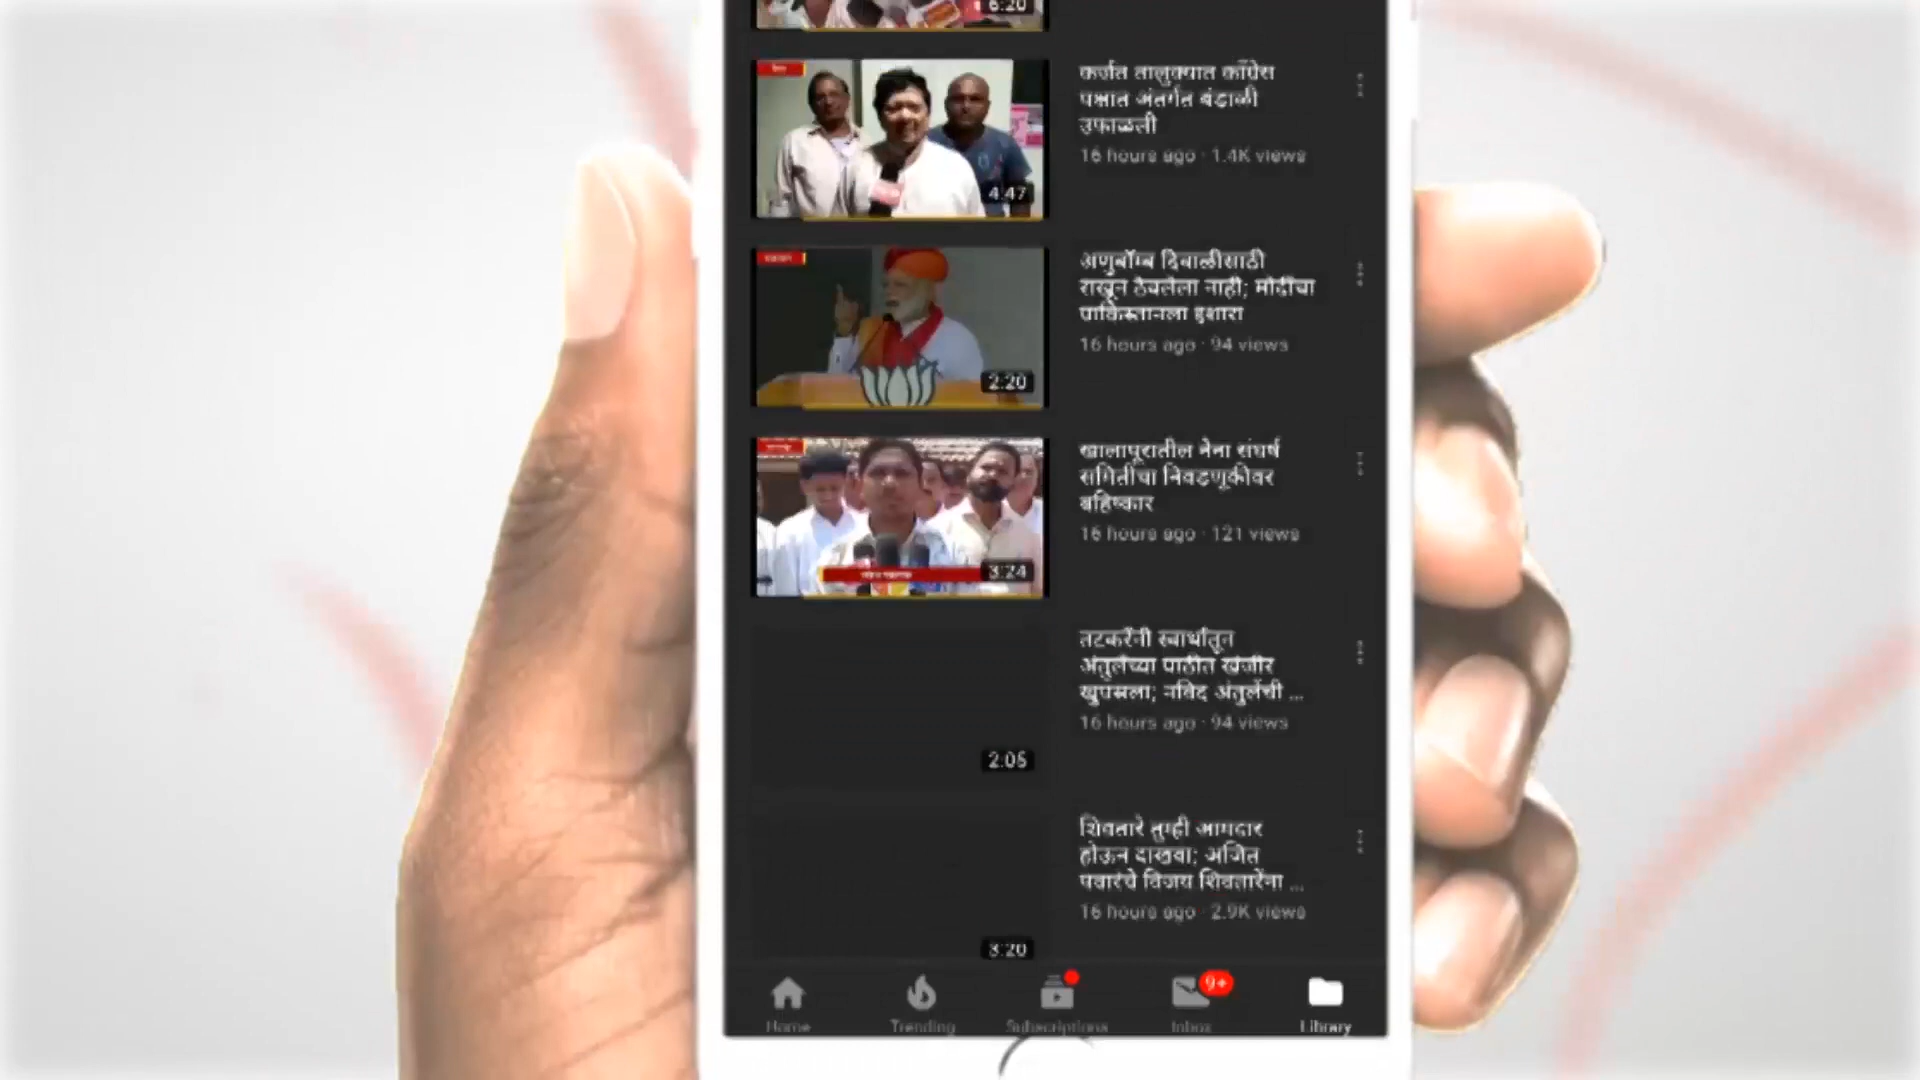 6:20
कर्जत तालुक्यात काँग्रेस
पक्षात अंतर्गत बंडाळी
उफाळली
16 hours ago · 1.4K views
4:47
अणुबॉम्ब दिवाळीसाठी
राखून ठेवलेला नाही; मोदींचा
पाकिस्तानला इशारा
16 hours ago · 94 views
2:20
खालापूरातील नैना संघर्ष
समितीचा निवडणूकीवर
बहिष्कार
16 hours ago · 121 views
3:24
तटकरेंनी स्वार्थातून
अंतुलेंच्या पाठीत खंजीर
खुपसला; नविद अंतुलेंची ...
16 hours ago · 94 views
2:05
शिवतारे तुम्ही आमदार
होऊन दाखवा; अजित
पवारांचे विजय शिवतारेंना ...
16 hours ago · 2.9K views
3:20
9+
Home
Trending
Subscriptions
Inbox
Library